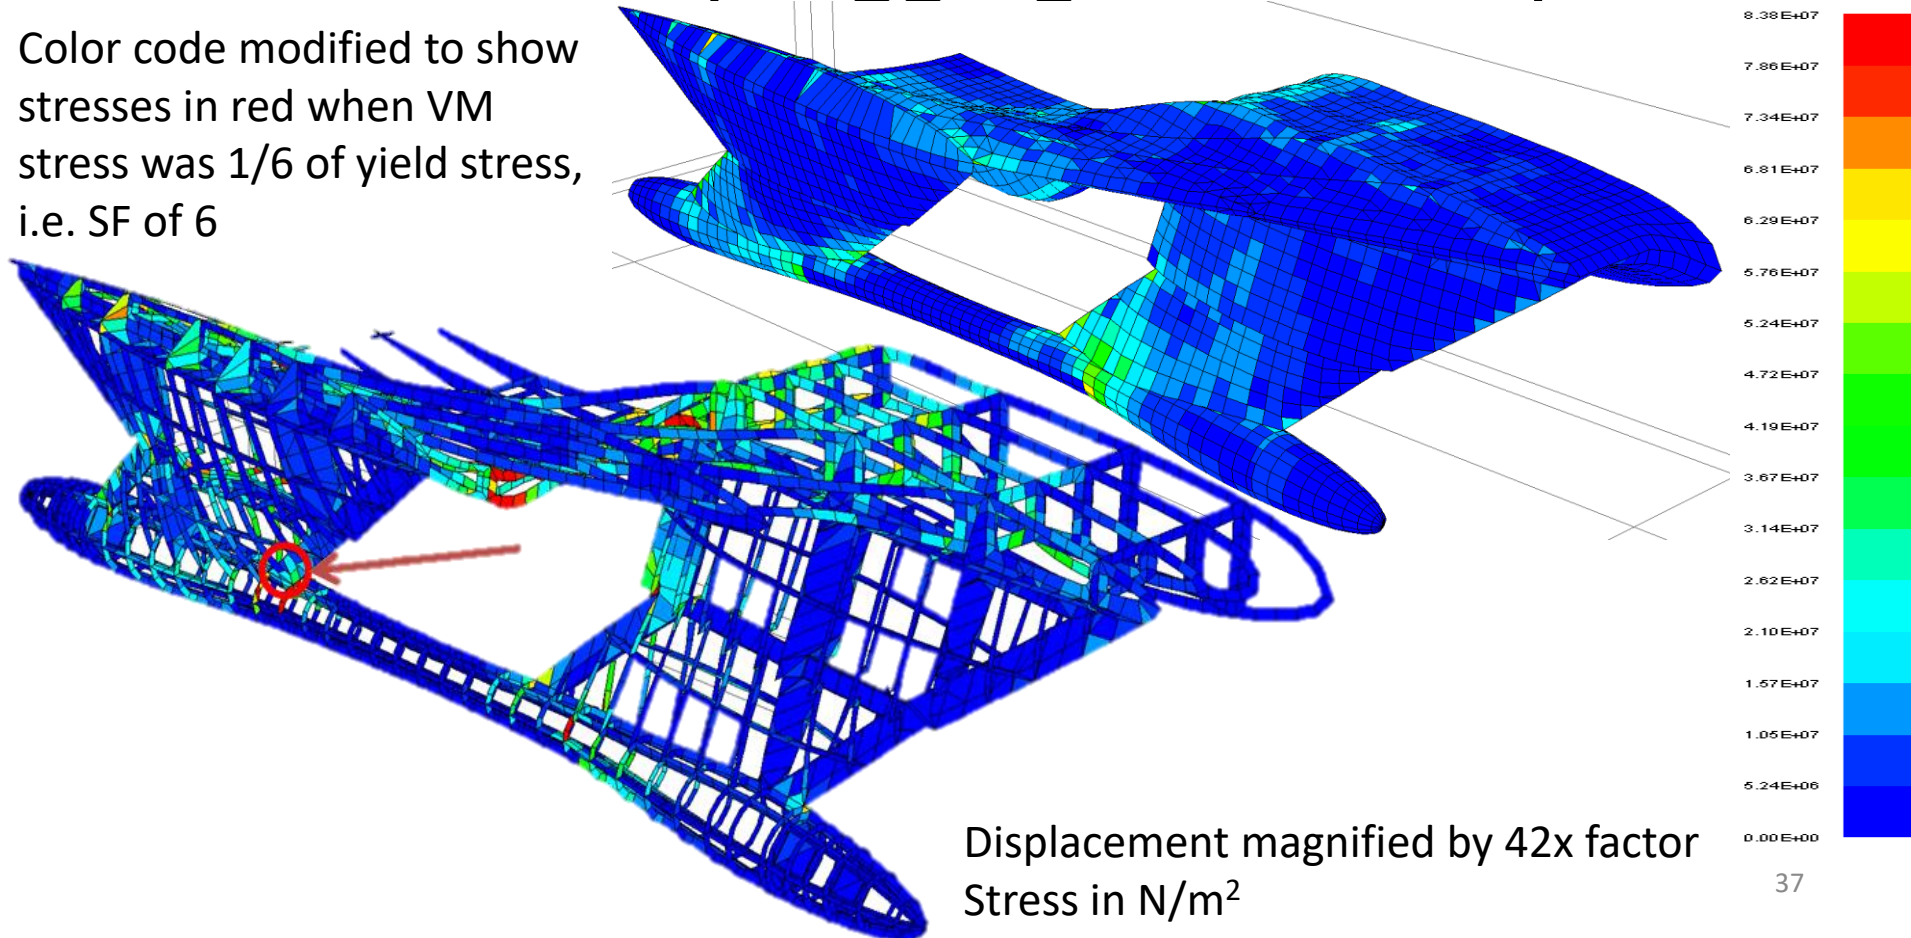 Color code modified to show
stresses in red when VM
stress was 1/6 of yield stress,
i.e. SF of 6
8.38E+07
7.86E+07
7.34E+07
6.81E+07
6.29E+07
5.76E+07
5.24E+07
4.72E+07
4.19E+07
3.67E+07
3.14E+07
2.62E+07
2.10E+07
1.57E+07
1.05E+07
5.24E+06
0.00E+00
Displacement magnified by 42x factor
Stress in N/m²
37